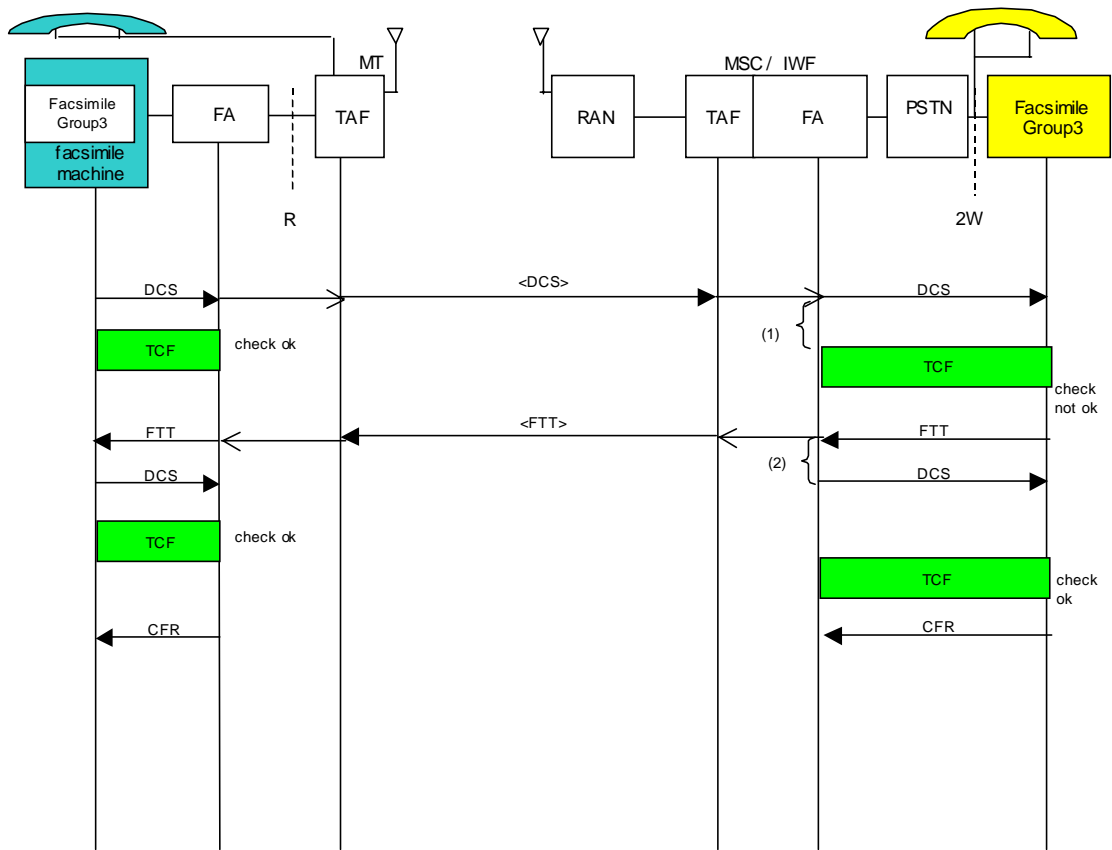 MT
MSC / IWF
Facsimile
Group3
facsimile
machine
FA
TAF
RAN
TAF
FA
PSTN
Facsimile
Group3
R
2W
DCS
<DCS>
DCS
(1)
TCF
check ok
TCF
check
not ok
FTT
<FTT>
FTT
(2)
DCS
DCS
TCF
check ok
TCF
check
ok
CFR
CFR